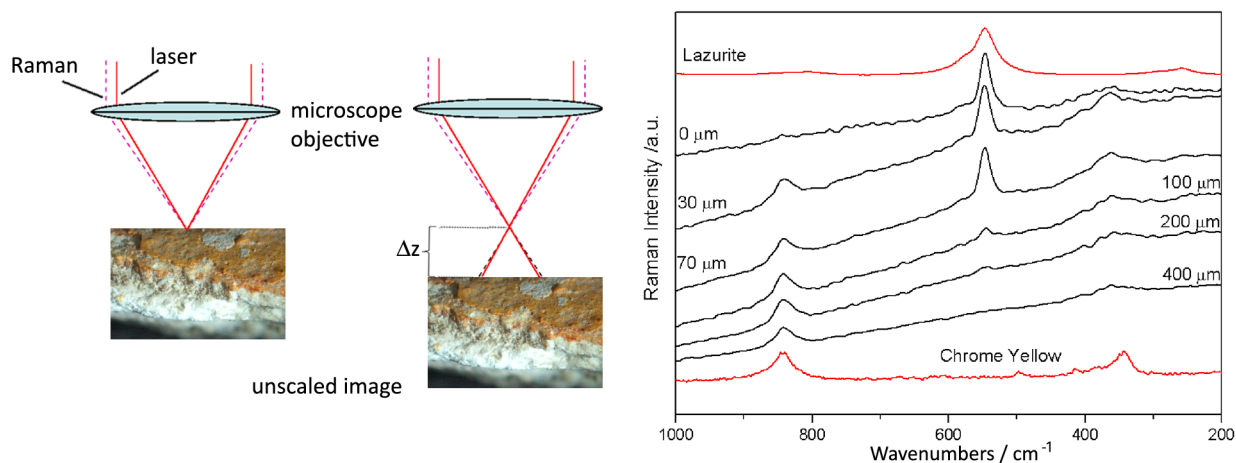 Raman
laser
microscope
objective
Δz
unscaled image
Raman Intensity /a.u.
Lazurite
0 µm
30 µm
70 µm
100 µm
200 µm
400 µm
Chrome Yellow
1000
800
600
400
200
Wavenumbers / cm⁻¹